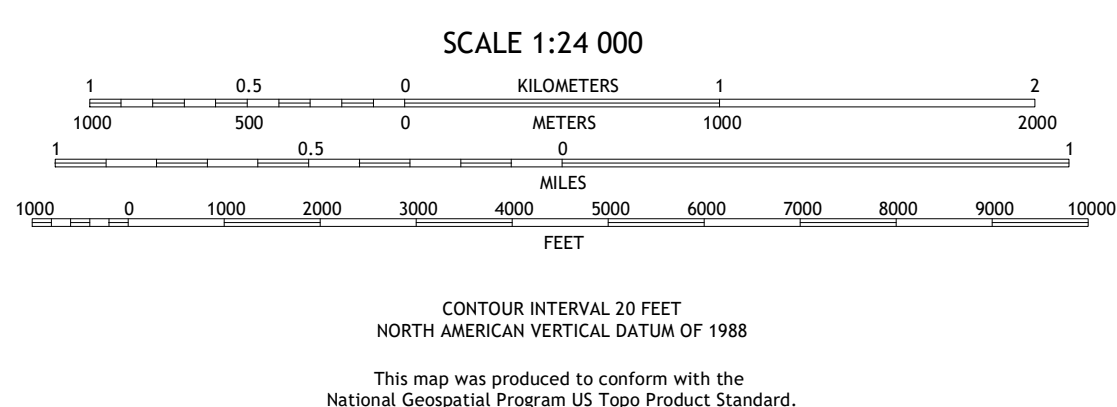 SCALE 1:24 000
1 0.5 0 KILOMETERS 1 2
1000 500 0 METERS 1000 2000
1 0.5 0 1
MILES
1000 0 1000 2000 3000 4000 5000 6000 7000 8000 9000 10000
FEET
CONTOUR INTERVAL 20 FEET
NORTH AMERICAN VERTICAL DATUM OF 1988
This map was produced to conform with the
National Geospatial Program US Topo Product Standard.